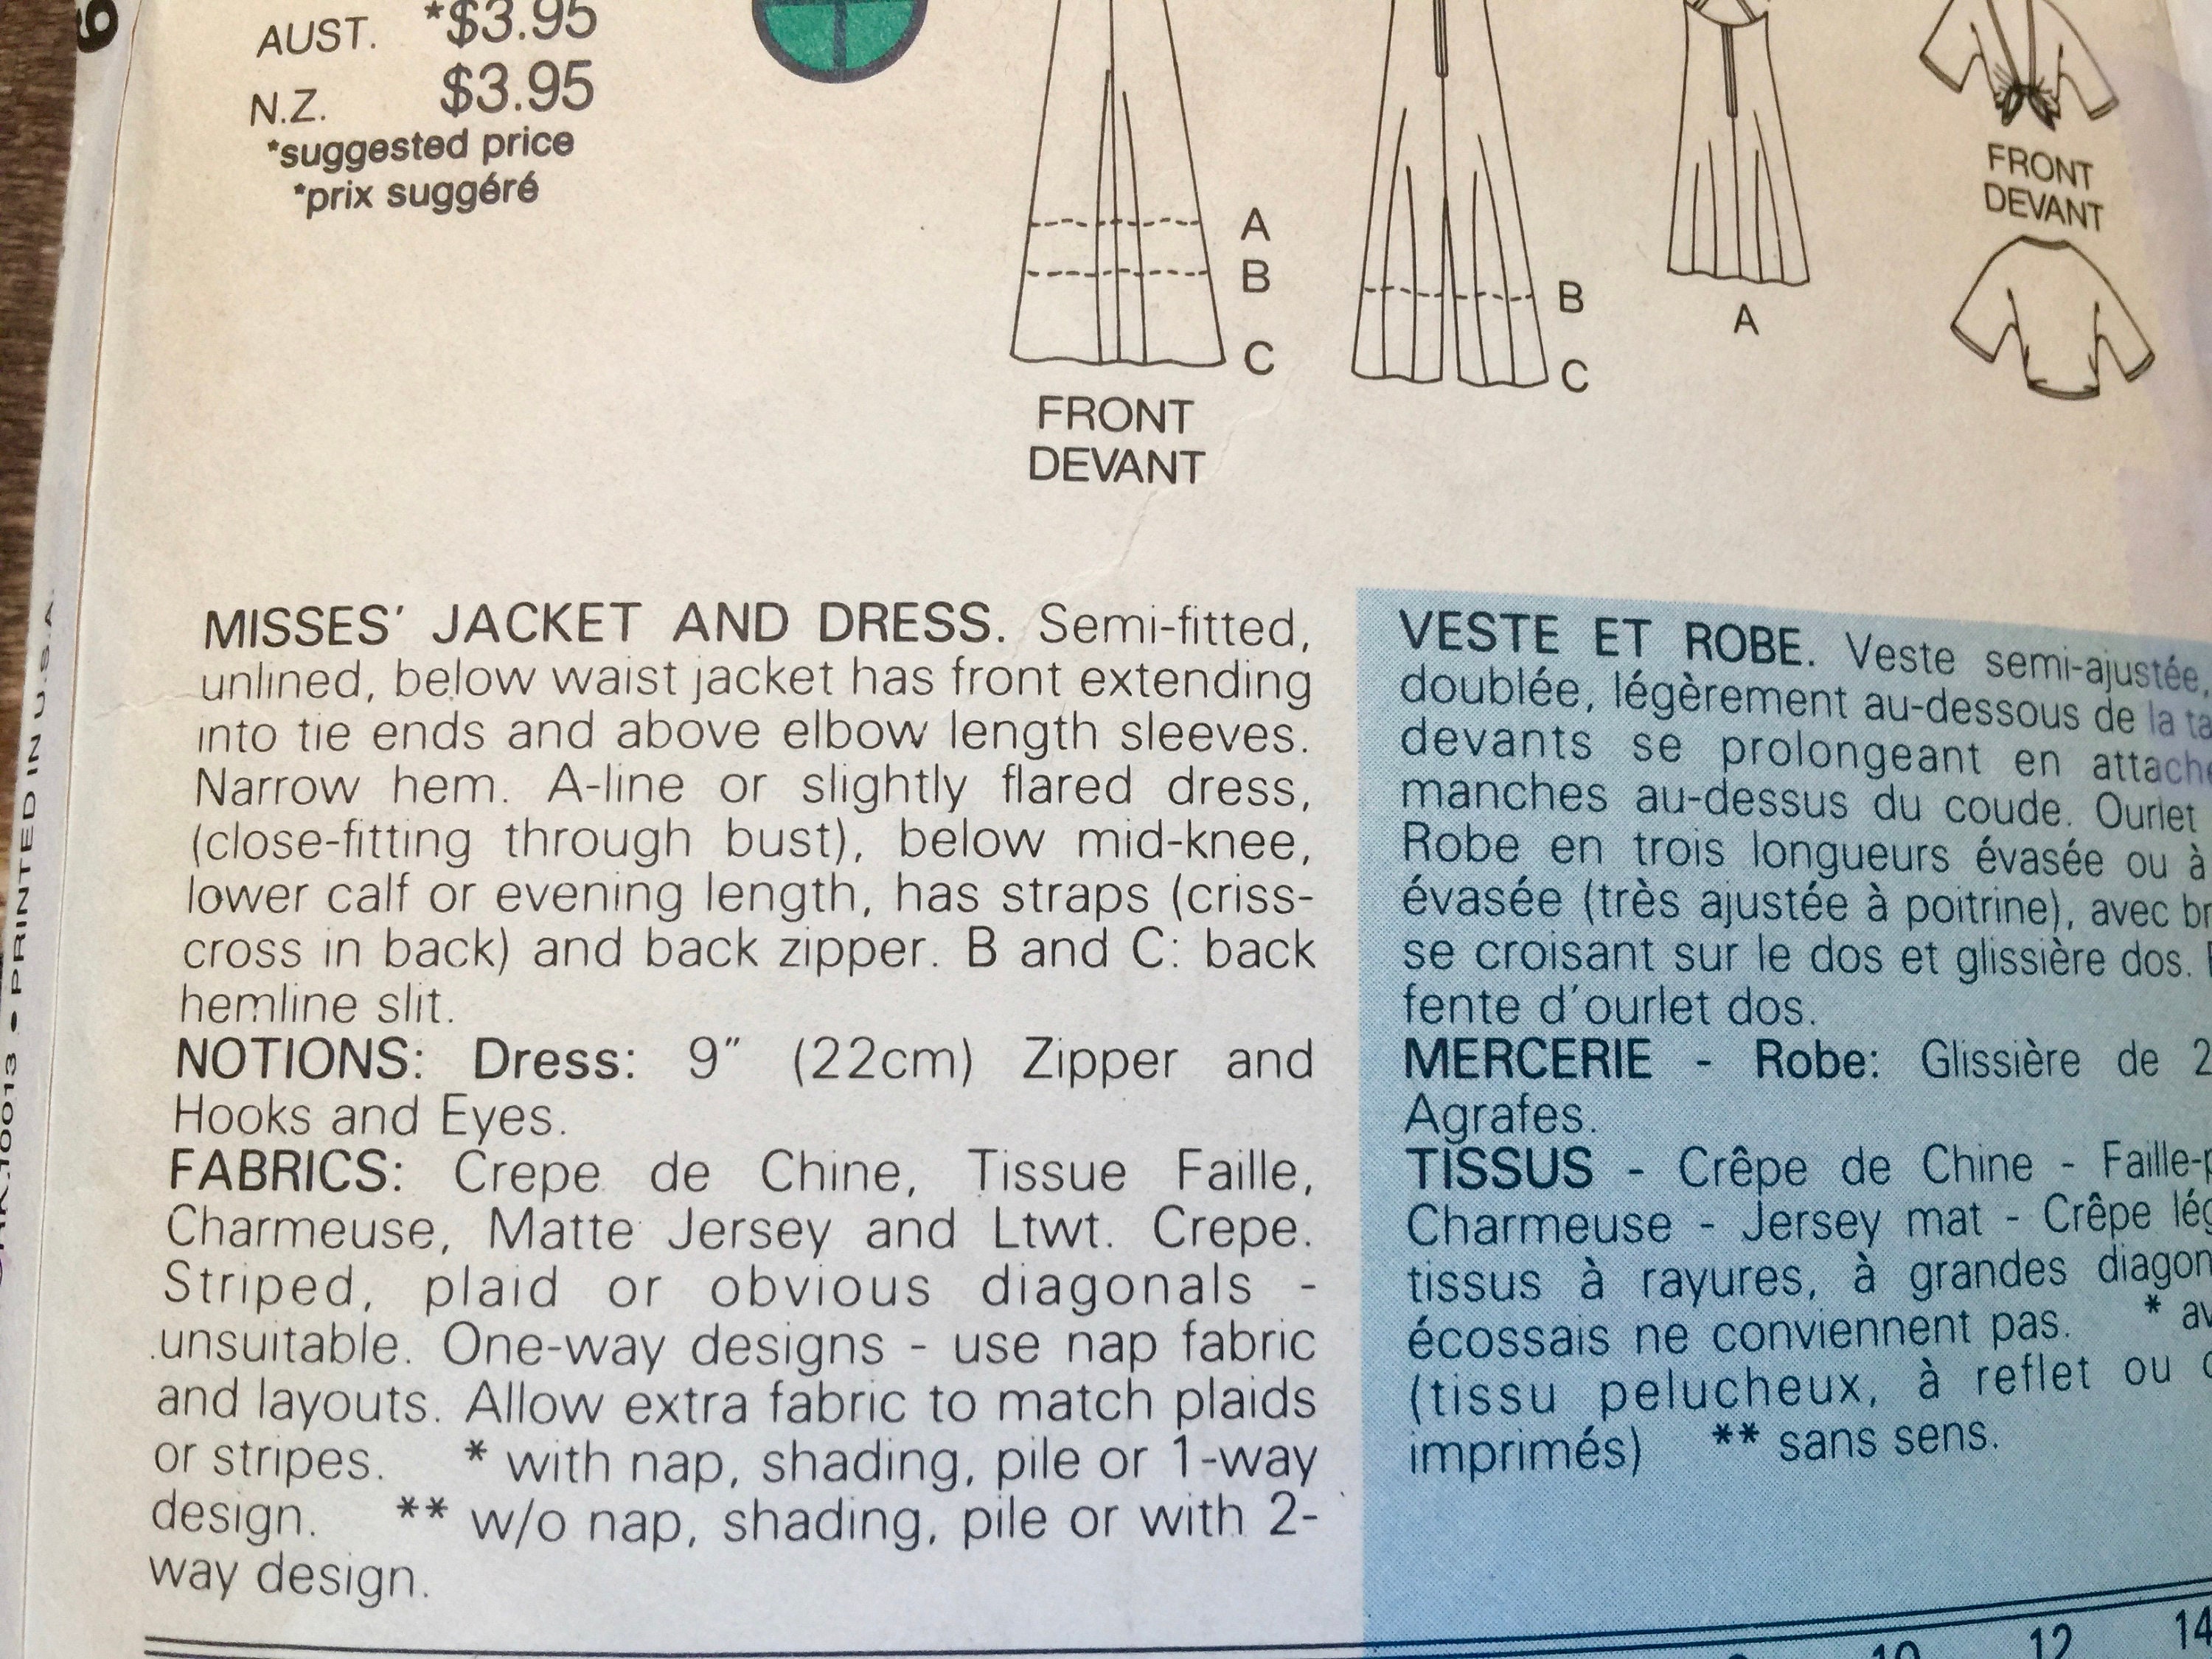 AUST. *$3.95
N.Z. $3.95
*suggested price
*prix suggéré
A
B
C
FRONT
DEVANT
B
C
A
FRONT
DEVANT
PRINTED IN U.S.A.
MISSES' JACKET AND DRESS. Semi-fitted,
unlined, below waist jacket has front extending
into tie ends and above elbow length sleeves.
Narrow hem. A-line or slightly flared dress,
(close-fitting through bust), below mid-knee,
lower calf or evening length, has straps (criss-
cross in back) and back zipper. B and C: back
hemline slit.
NOTIONS: Dress: 9" (22cm) Zipper and
Hooks and Eyes.
FABRICS: Crepe de Chine, Tissue Faille,
Charmeuse, Matte Jersey and Ltwt. Crepe.
Striped, plaid or obvious diagonals -
unsuitable. One-way designs - use nap fabric
and layouts. Allow extra fabric to match plaids
or stripes. * with nap, shading, pile or 1-way
design. ** w/o nap, shading, pile or with 2-
way design.
VESTE ET ROBE. Veste semi-ajustée,
doublée, légèrement au-dessous de la
devants se prolongeant en
manches au-dessus du coude. Ourlet
Robe en trois longueurs évasée ou à
évasée (très ajustée à poitrine), avec
se croisant sur le dos et glissière dos.
fente d'ourlet dos.
MERCERIE - Robe: Glissière de
Agrafes.
TISSUS - Crêpe de Chine -
Charmeuse - Jersey mat - Crêpe
tissus à rayures, à grandes
écossais ne conviennent pas. *
(tissu pelucheux, à reflet ou
imprimés) ** sans sens.
10 12 14